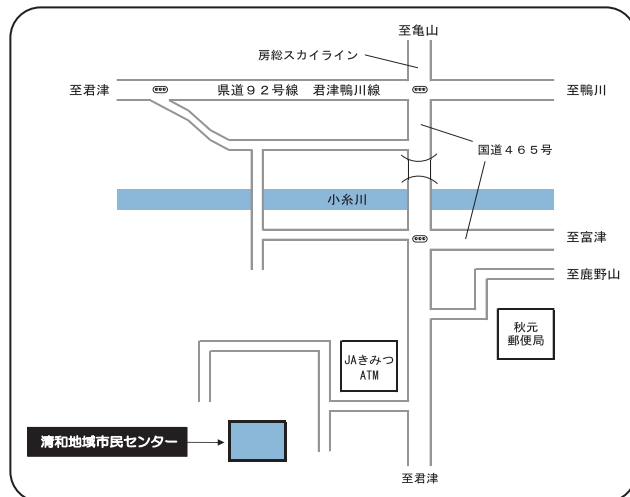 至亀山
房総スカイライン
至君津
県道９２号線　君津鴨川線
至鴨川
国道４６５号
小糸川
至富津
至鹿野山
秋元
郵便局
JAきみつ
ATM
清和地域市民センター
至君津